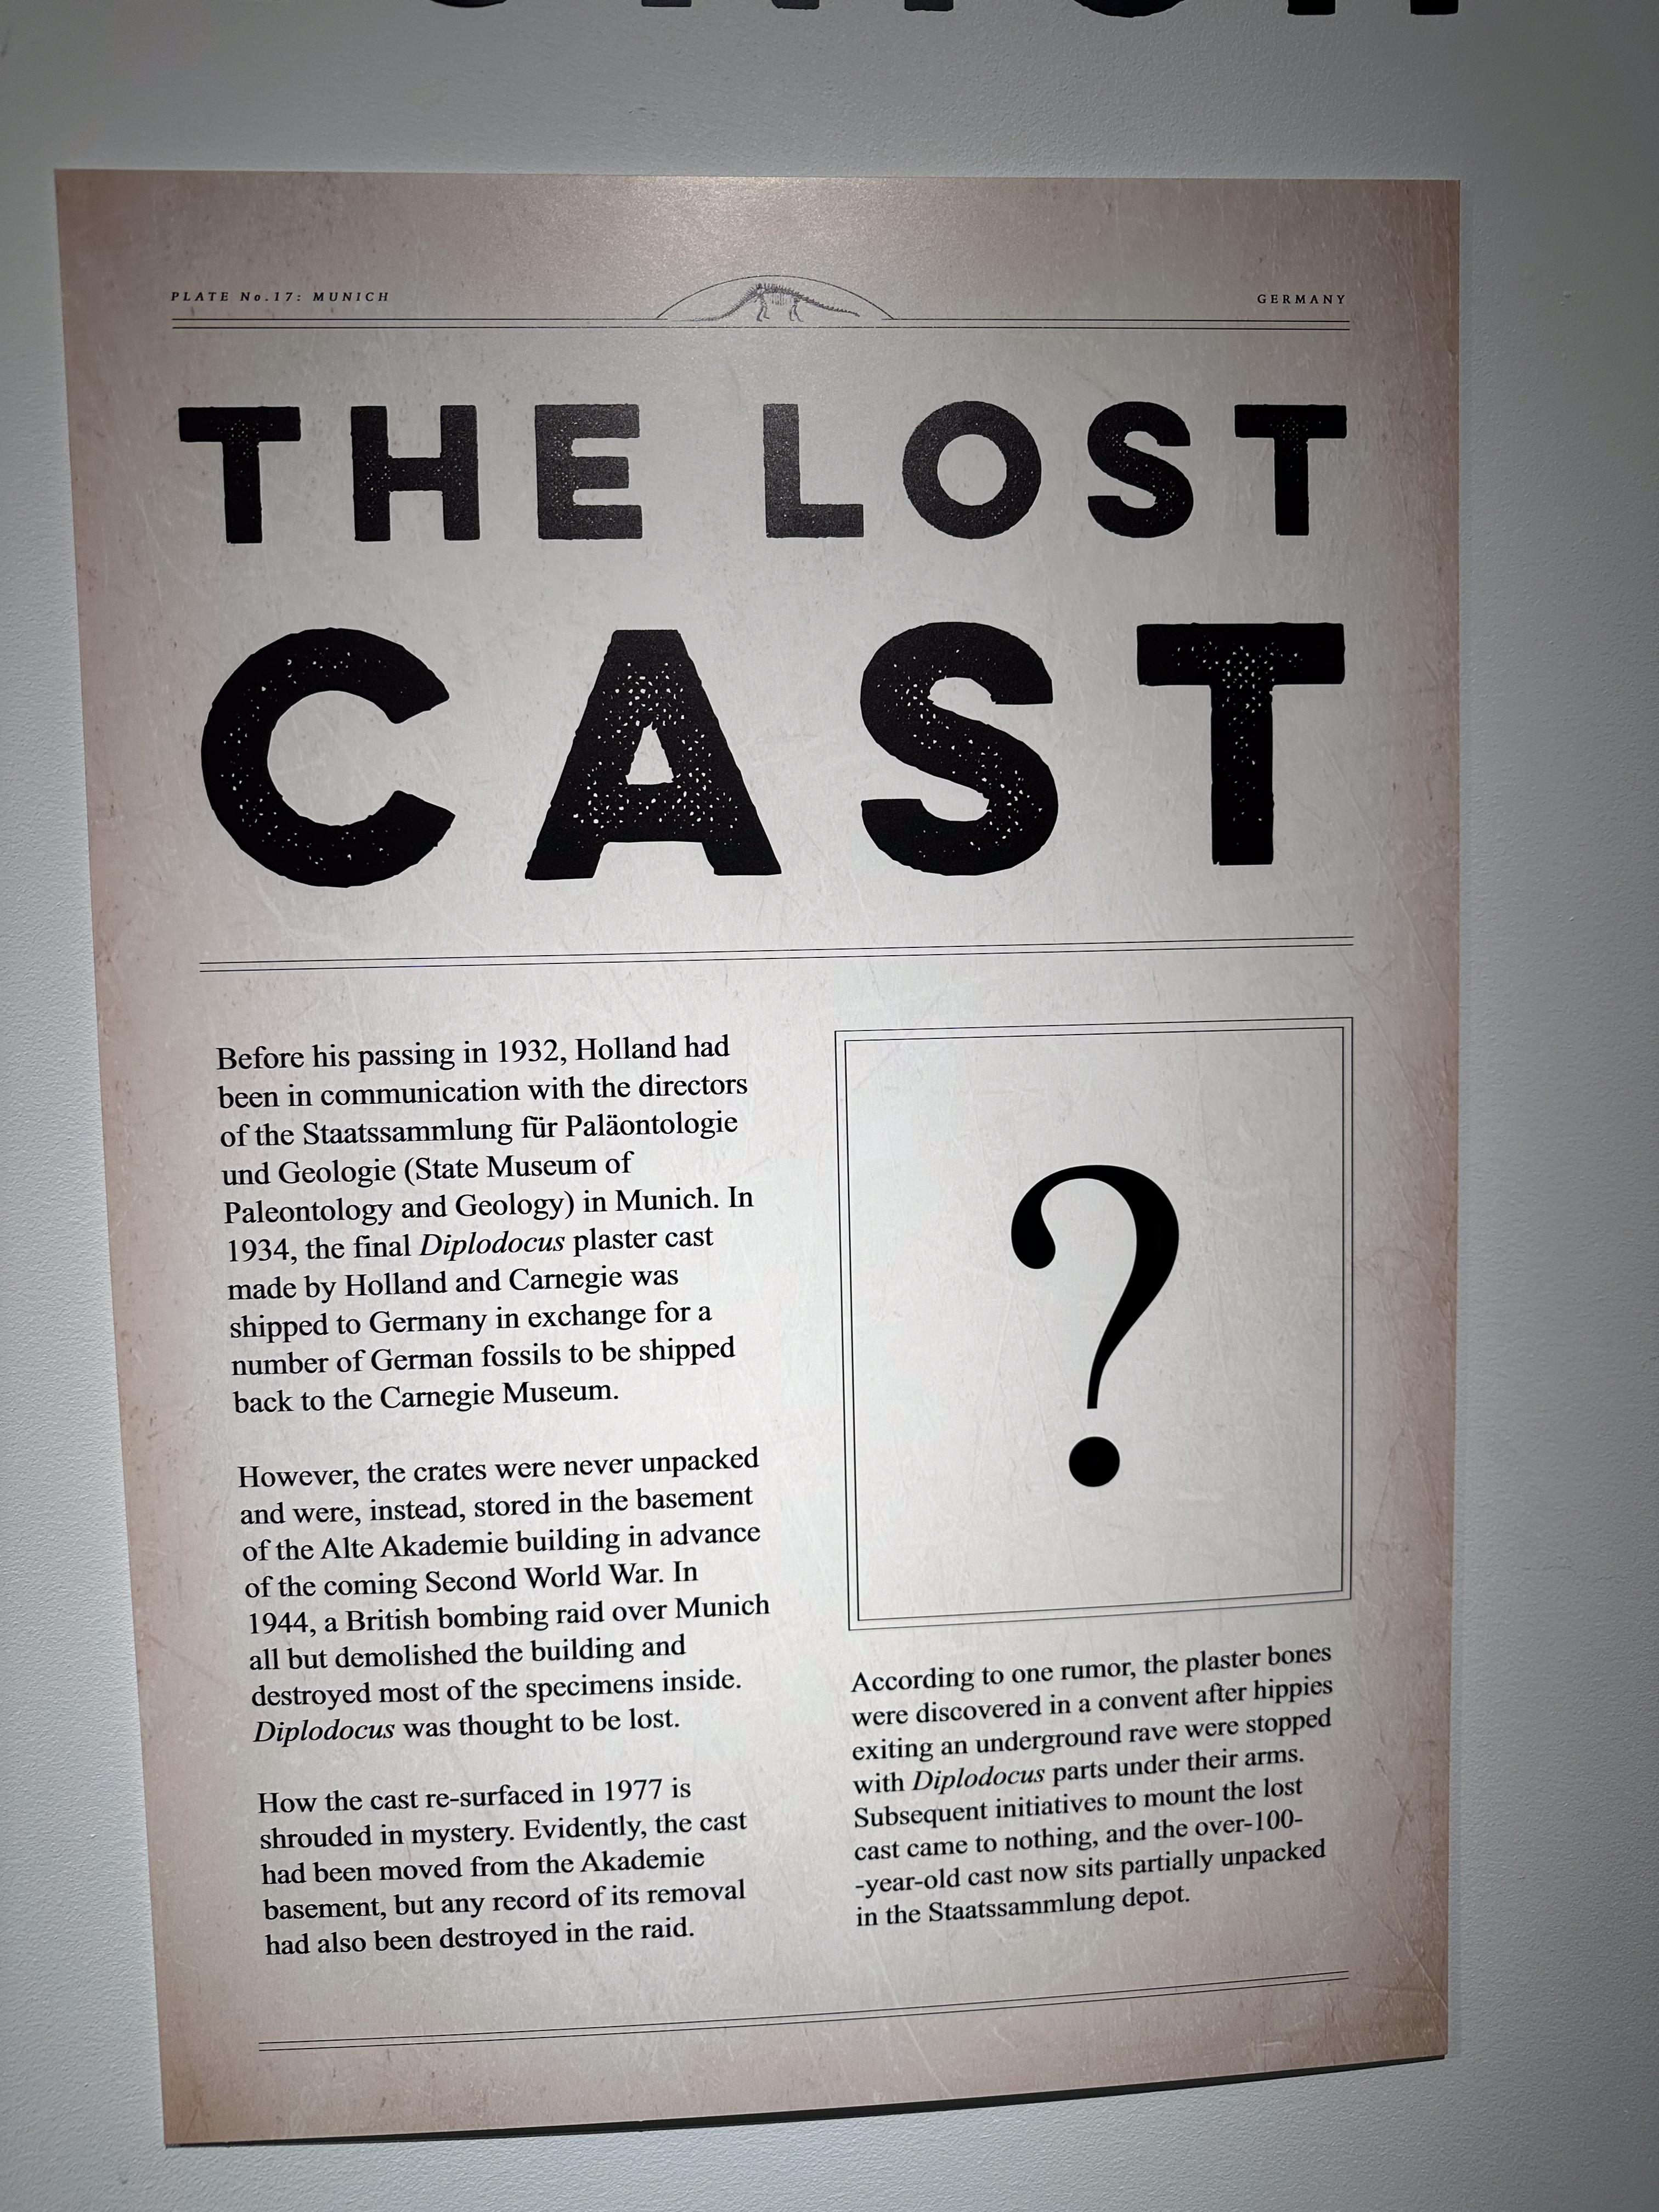 PLATE No.17: MUNICH
GERMANY
THE LOST
CAST
Before his passing in 1932, Holland had
been in communication with the directors
of the Staatssammlung für Paläontologie
und Geologie (State Museum of
Paleontology and Geology) in Munich. In
1934, the final Diplodocus plaster cast
made by Holland and Carnegie was
shipped to Germany in exchange for a
number of German fossils to be shipped
back to the Carnegie Museum.
However, the crates were never unpacked
and were, instead, stored in the basement
of the Alte Akademie building in advance
of the coming Second World War. In
1944, a British bombing raid over Munich
all but demolished the building and
destroyed most of the specimens inside.
Diplodocus was thought to be lost.
How the cast re-surfaced in 1977 is
shrouded in mystery. Evidently, the cast
had been moved from the Akademie
basement, but any record of its removal
had also been destroyed in the raid.
?
According to one rumor, the plaster bones
were discovered in a convent after hippies
exiting an underground rave were stopped
with Diplodocus parts under their arms.
Subsequent initiatives to mount the lost
cast came to nothing, and the over-100-
-year-old cast now sits partially unpacked
in the Staatssammlung depot.